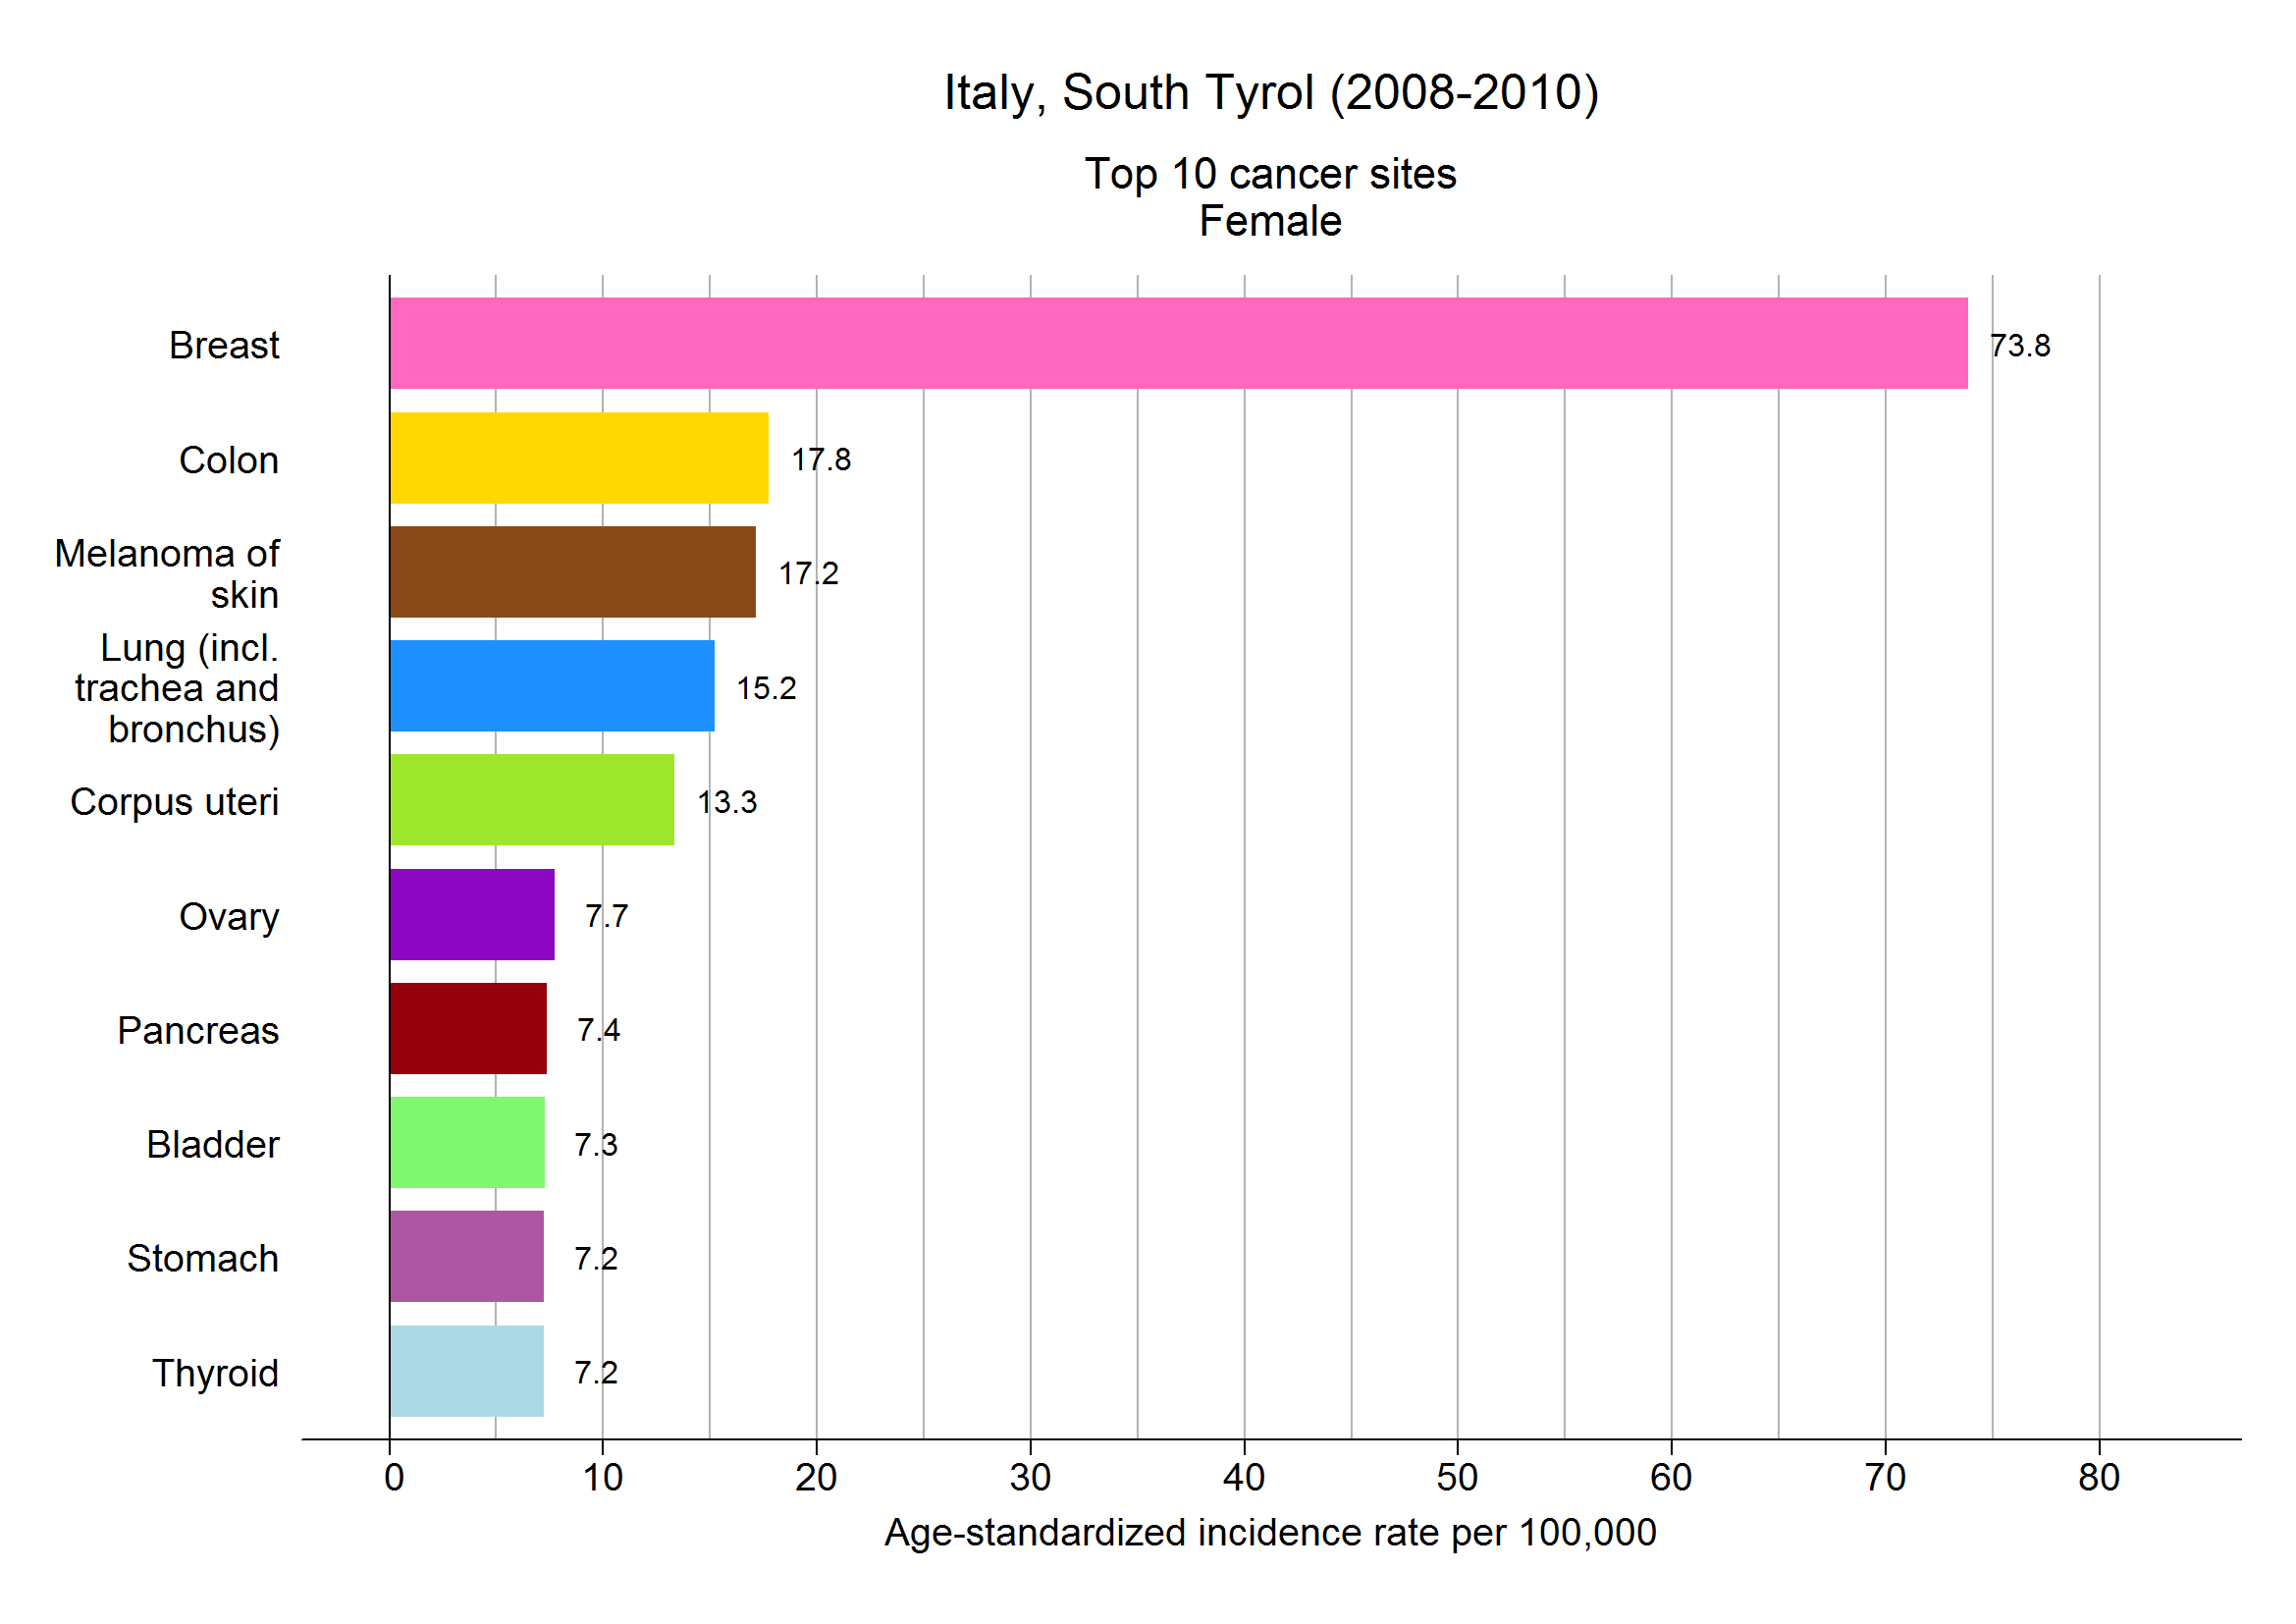 Italy, South Tyrol (2008-2010)
Top 10 cancer sites
Female
Breast
73.8
Colon
17.8
Melanoma of
skin
17.2
Lung (incl.
trachea and
bronchus)
15.2
Corpus uteri
13.3
Ovary
7.7
Pancreas
7.4
Bladder
7.3
Stomach
7.2
Thyroid
7.2
0 10 20 30 40 50 60 70 80
Age-standardized incidence rate per 100,000